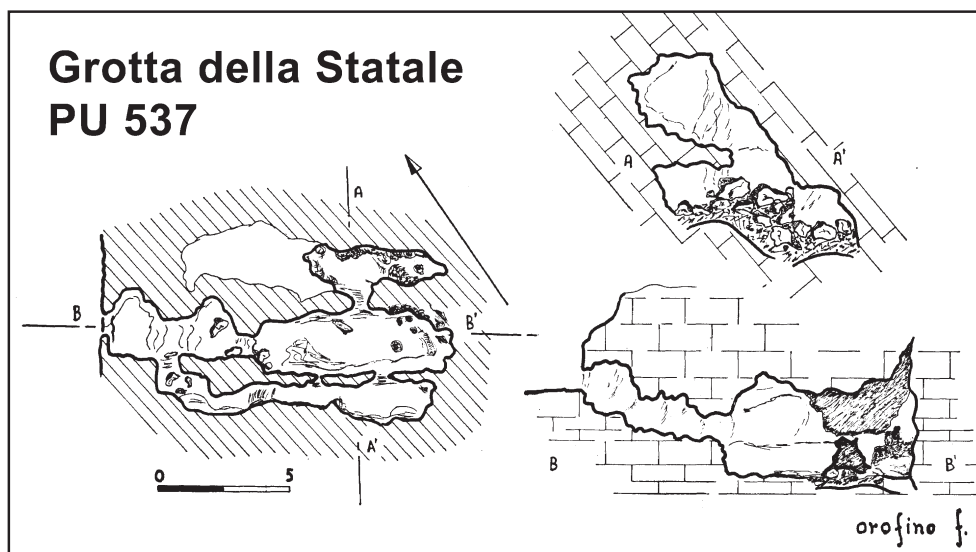 Grotta della Statale
PU 537
A
A'
A
B
B'
A'
B
B'
0 5
orofino f.